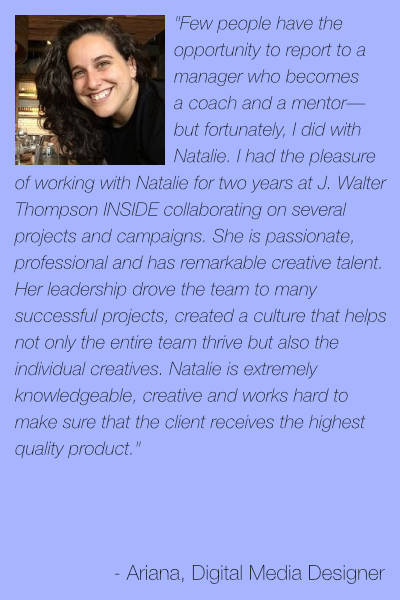 "Few people have the
opportunity to report to a
manager who becomes
a coach and a mentor—
but fortunately, I did with
Natalie. I had the pleasure
of working with Natalie for two years at J. Walter
Thompson INSIDE collaborating on several
projects and campaigns. She is passionate,
professional and has remarkable creative talent.
Her leadership drove the team to many
successful projects, created a culture that helps
not only the entire team thrive but also the
individual creatives. Natalie is extremely
knowledgeable, creative and works hard to
make sure that the client receives the highest
quality product."
- Ariana, Digital Media Designer